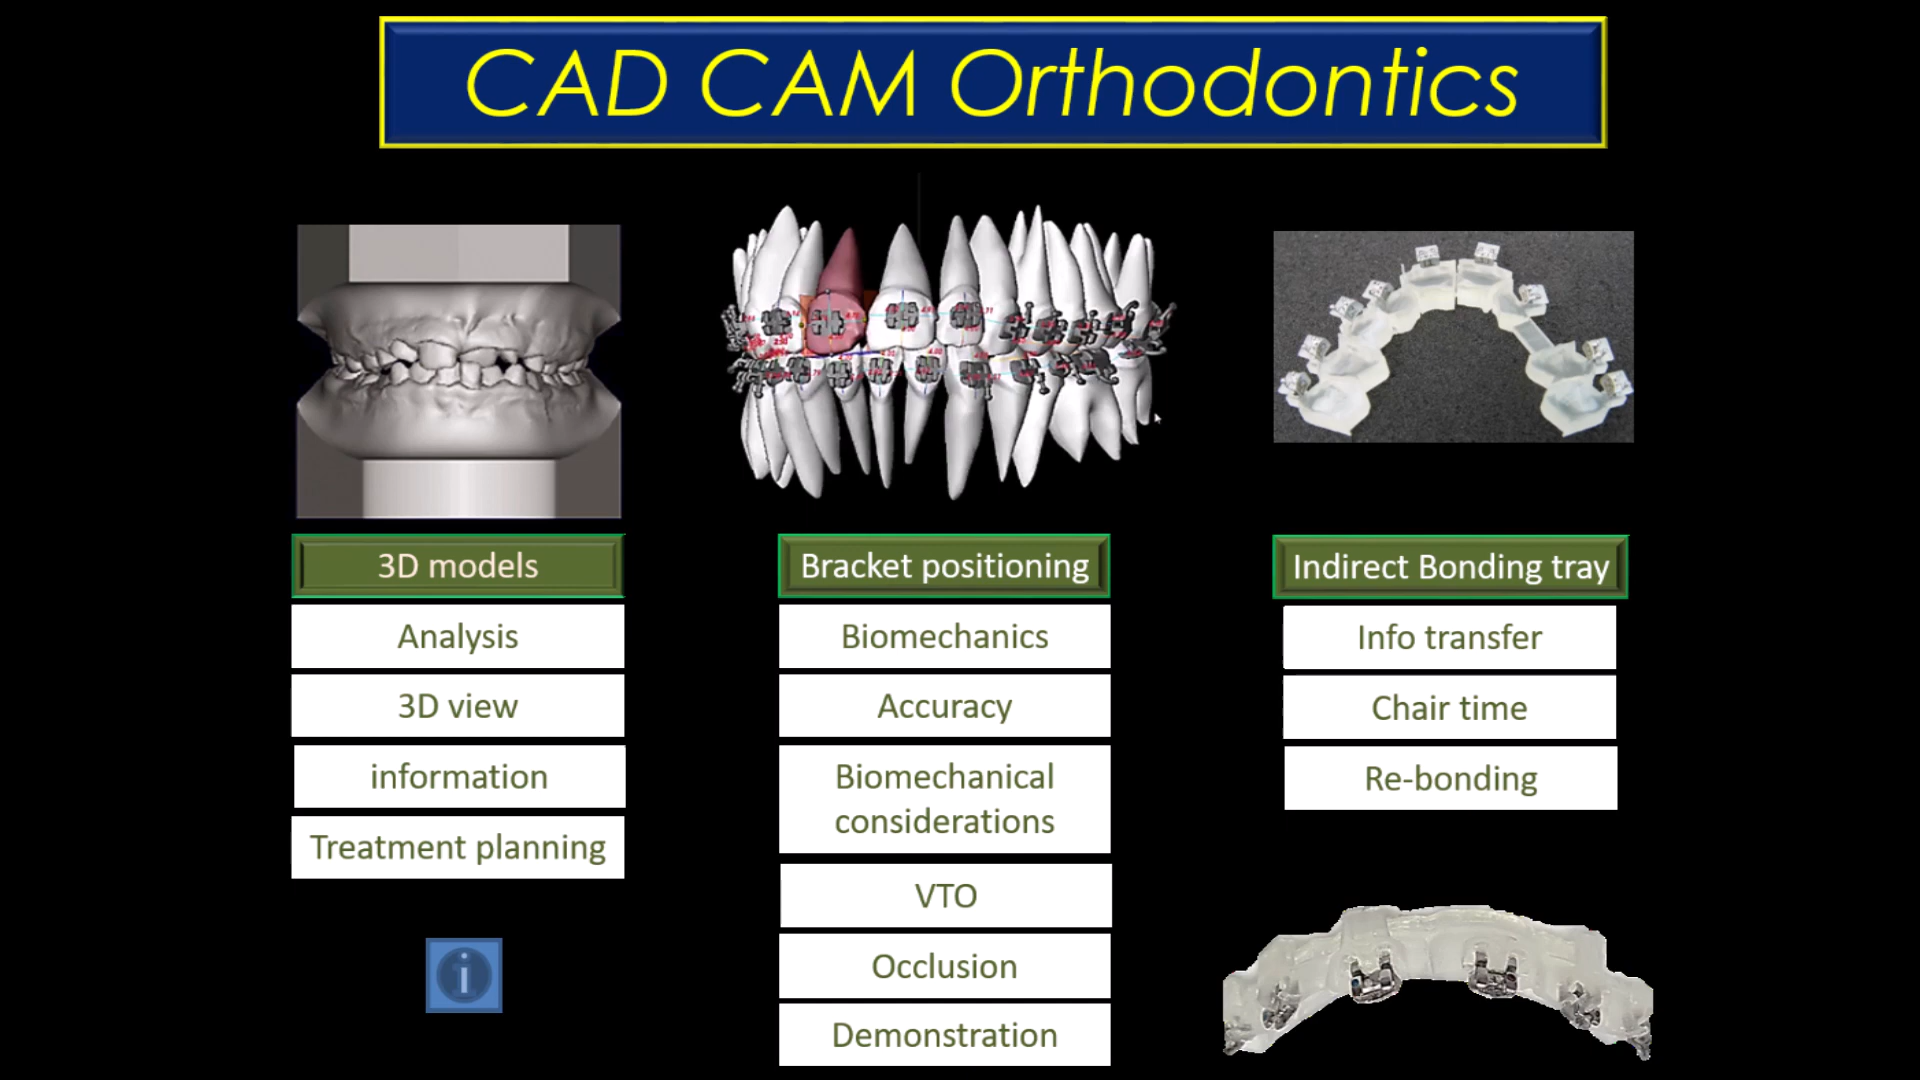 CAD CAM Orthodontics
3D models
Analysis
3D view
information
Treatment planning
Bracket positioning
Biomechanics
Accuracy
Biomechanical
considerations
VTO
Occlusion
Demonstration
Indirect Bonding tray
Info transfer
Chair time
Re-bonding